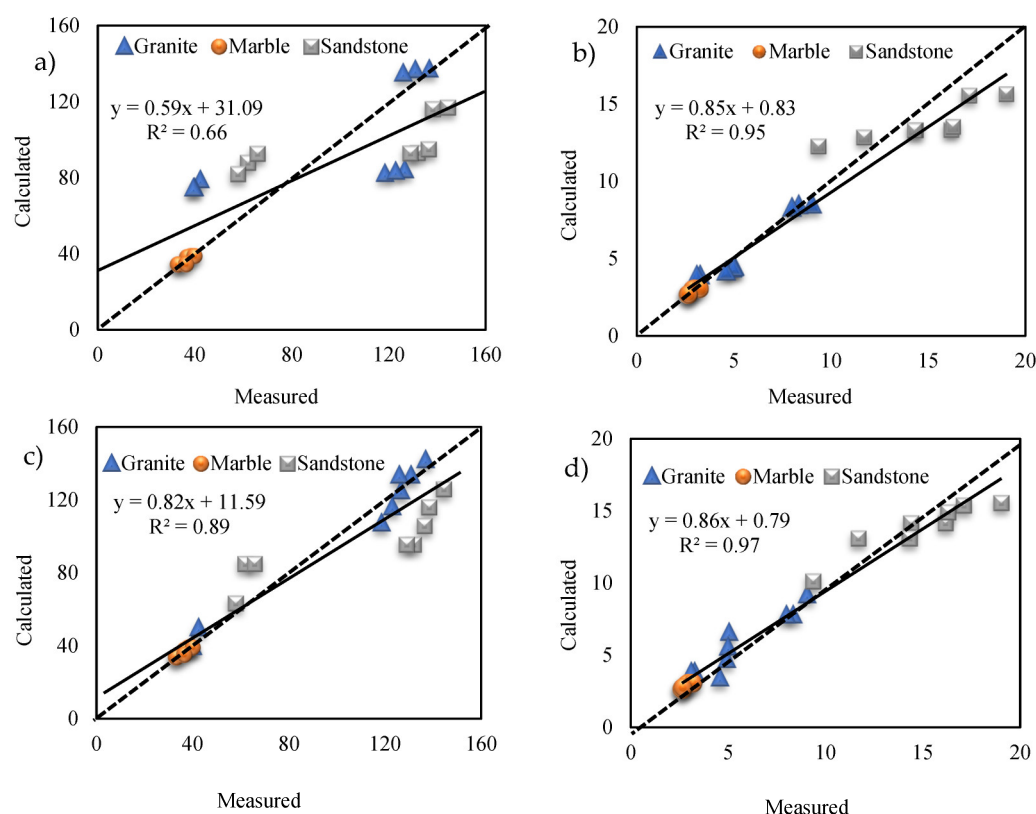 a)
Granite Marble Sandstone
y = 0.59x + 31.09
R² = 0.66
160
120
80
40
0
0 40 80 120 160
Calculated
Measured
b)
Granite Marble Sandstone
y = 0.85x + 0.83
R² = 0.95
20
15
10
5
0
0 5 10 15 20
Calculated
Measured
c)
Granite Marble Sandstone
y = 0.82x + 11.59
R² = 0.89
160
120
80
40
0
0 40 80 120 160
Calculated
Measured
d)
Granite Marble Sandstone
y = 0.86x + 0.79
R² = 0.97
20
15
10
5
0
0 5 10 15 20
Calculated
Measured